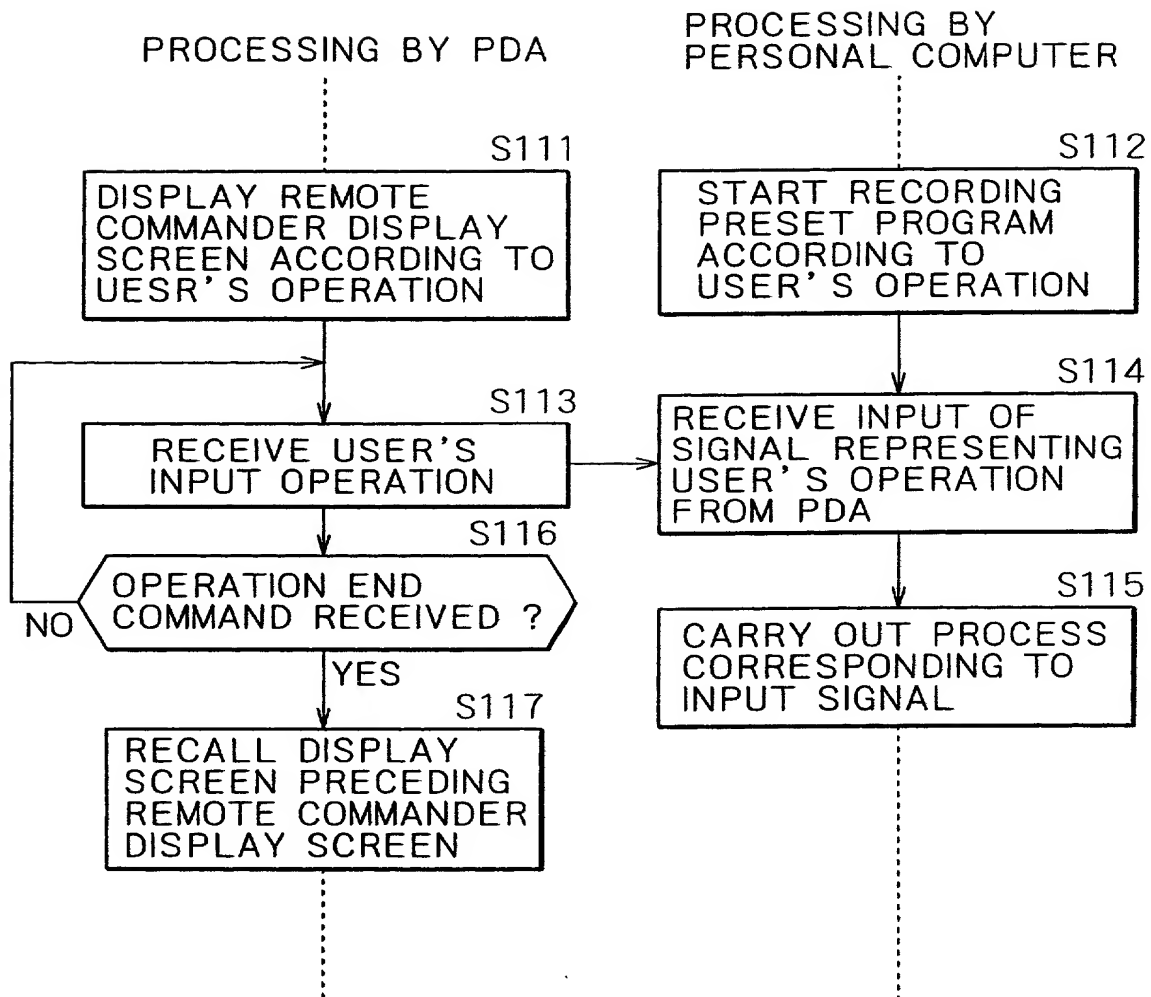 PROCESSING BY PDA
PROCESSING BY
PERSONAL COMPUTER
S111
DISPLAY REMOTE
COMMANDER DISPLAY
SCREEN ACCORDING TO
UESR'S OPERATION
S112
START RECORDING
PRESET PROGRAM
ACCORDING TO
USER'S OPERATION
S113
RECEIVE USER'S
INPUT OPERATION
S114
RECEIVE INPUT OF
SIGNAL REPRESENTING
USER'S OPERATION
FROM PDA
S116
OPERATION END
COMMAND RECEIVED ?
NO
YES
S115
CARRY OUT PROCESS
CORRESPONDING TO
INPUT SIGNAL
S117
RECALL DISPLAY
SCREEN PRECEDING
REMOTE COMMANDER
DISPLAY SCREEN